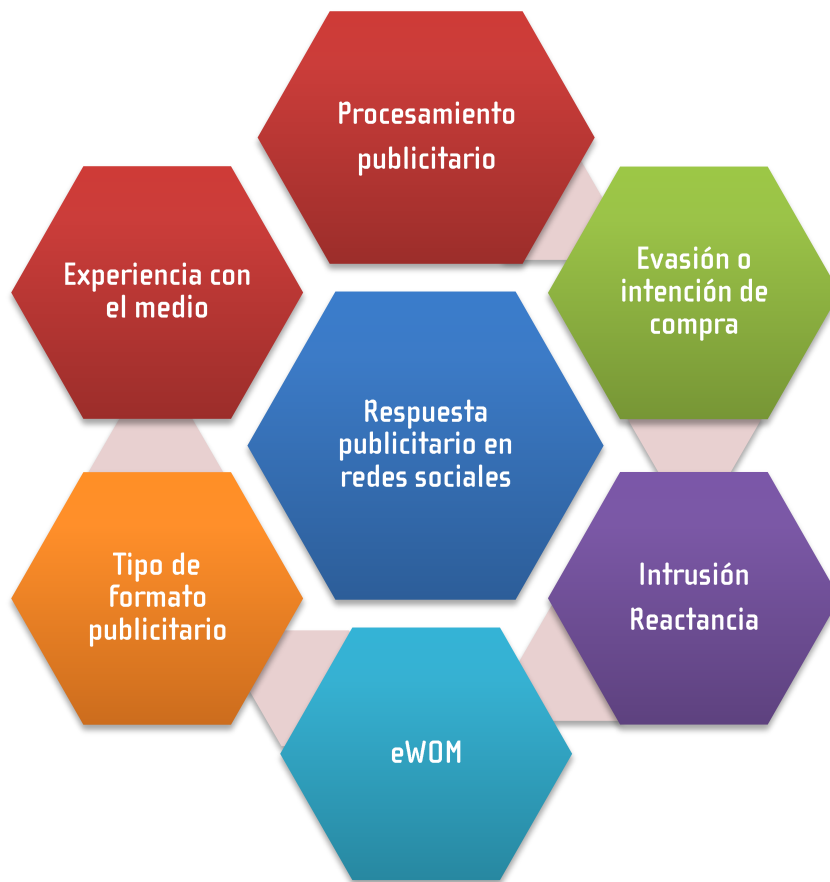 Procesamiento
publicitario
Evasión o
intención de
compra
Experiencia con
el medio
Respuesta
publicitario en
redes sociales
Intrusión
Reactancia
Tipo de
formato
publicitario
eWOM